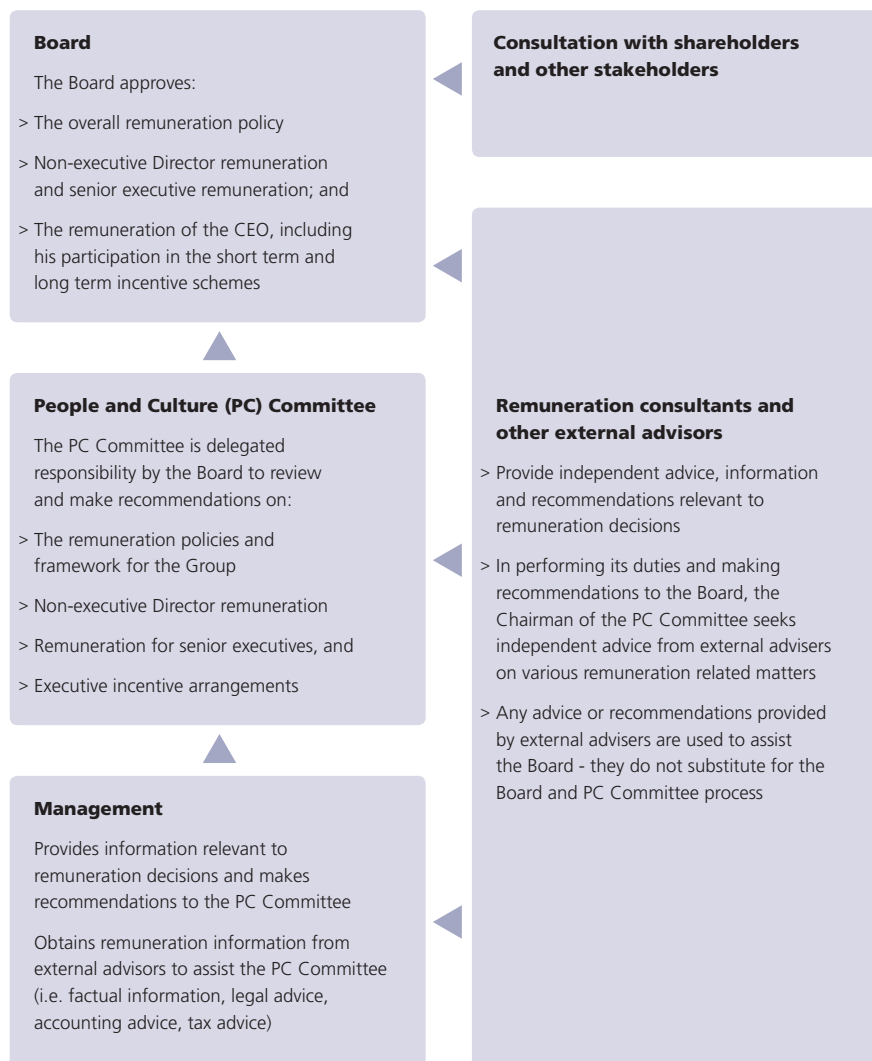 Board
The Board approves:
> The overall remuneration policy
> Non-executive Director remuneration
and senior executive remuneration; and
> The remuneration of the CEO, including
his participation in the short term and
long term incentive schemes
Consultation with shareholders
and other stakeholders
People and Culture (PC) Committee
The PC Committee is delegated
responsibility by the Board to review
and make recommendations on:
> The remuneration policies and
framework for the Group
> Non-executive Director remuneration
> Remuneration for senior executives, and
> Executive incentive arrangements
Remuneration consultants and
other external advisors
> Provide independent advice, information
and recommendations relevant to
remuneration decisions
> In performing its duties and making
recommendations to the Board, the
Chairman of the PC Committee seeks
independent advice from external advisers
on various remuneration related matters
> Any advice or recommendations provided
by external advisers are used to assist
the Board - they do not substitute for the
Board and PC Committee process
Management
Provides information relevant to
remuneration decisions and makes
recommendations to the PC Committee
Obtains remuneration information from
external advisors to assist the PC Committee
(i.e. factual information, legal advice,
accounting advice, tax advice)